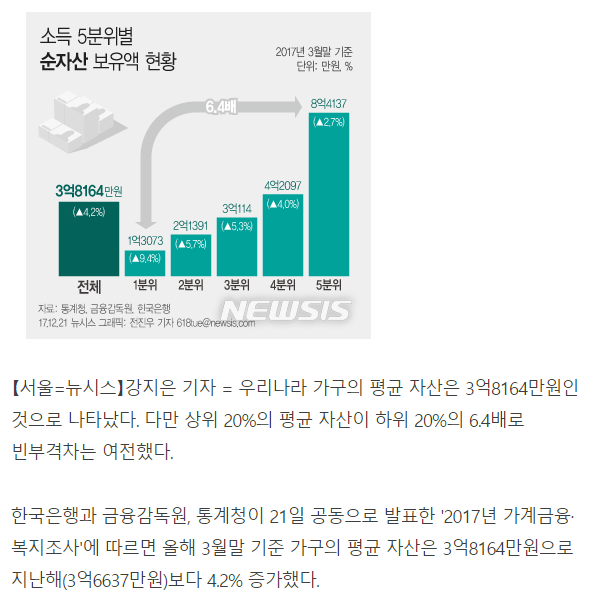 소득 5분위별
순자산 보유액 현황
2017년 3월말 기준
단위: 만원, %
6.4배
8억4137
(▲2.7%)
4억2097
(▲4.0%)
3억8164만원
(▲4.2%)
3억114
(▲5.3%)
2억1391
(▲5.7%)
1억3073
(▲9.4%)
전체
1분위
2분위
3분위
4분위
5분위
자료: 통계청, 금융감독원, 한국은행
NEWSIS
17.12.21 뉴시스 그래픽: 전진우 기자 618tue@newsis.com
【서울=뉴시스】강지은 기자 = 우리나라 가구의 평균 자산은 3억8164만원인
것으로 나타났다. 다만 상위 20%의 평균 자산이 하위 20%의 6.4배로
빈부격차는 여전했다.
한국은행과 금융감독원, 통계청이 21일 공동으로 발표한 '2017년 가계금융·
복지조사'에 따르면 올해 3월말 기준 가구의 평균 자산은 3억8164만원으로
지난해(3억6637만원)보다 4.2% 증가했다.